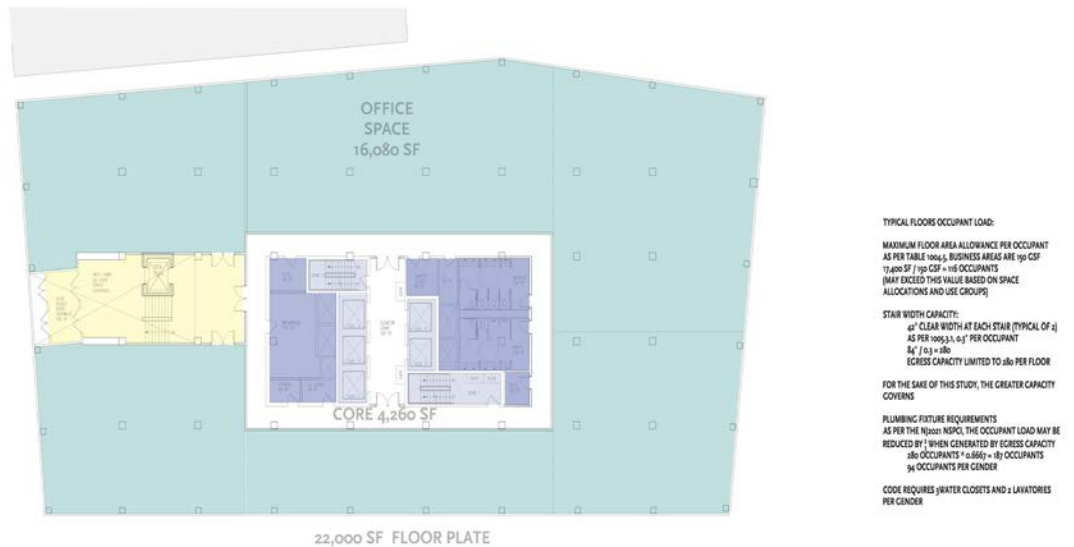 OFFICE
SPACE
16,080 SF
CORE 4,260 SF
22,000 SF FLOOR PLATE
TYPICAL FLOORS OCCUPANT LOAD:
MAXIMUM FLOOR AREA ALLOWANCE PER OCCUPANT
AS PER TABLE 1004.5, BUSINESS AREAS ARE 150 GSF
17,400 SF / 150 GSF = 116 OCCUPANTS
(MAY EXCEED THIS VALUE BASED ON SPACE
ALLOCATIONS AND USE GROUPS)
STAIR WIDTH CAPACITY:
42" CLEAR WIDTH AT EACH STAIR (TYPICAL OF 2)
AS PER 1005.3.1, 0.3" PER OCCUPANT
84" / 0.3 = 280
EGRESS CAPACITY LIMITED TO 280 PER FLOOR
FOR THE SAKE OF THIS STUDY, THE GREATER CAPACITY
GOVERNS
PLUMBING FIXTURE REQUIREMENTS
AS PER THE NJ2021 NSPCI, THE OCCUPANT LOAD MAY BE
REDUCED BY WHEN GENERATED BY EGRESS CAPACITY
280 OCCUPANTS * 0.6667 = 187 OCCUPANTS
94 OCCUPANTS PER GENDER
CODE REQUIRES 3WATER CLOSETS AND 2 LAVATORIES
PER GENDER